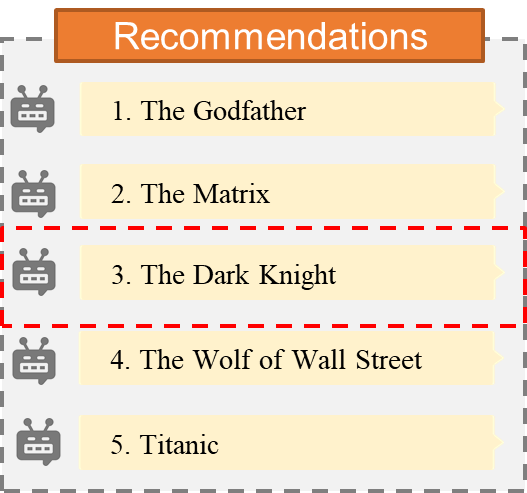 Recommendations
1. The Godfather
2. The Matrix
3. The Dark Knight
4. The Wolf of Wall Street
5. Titanic